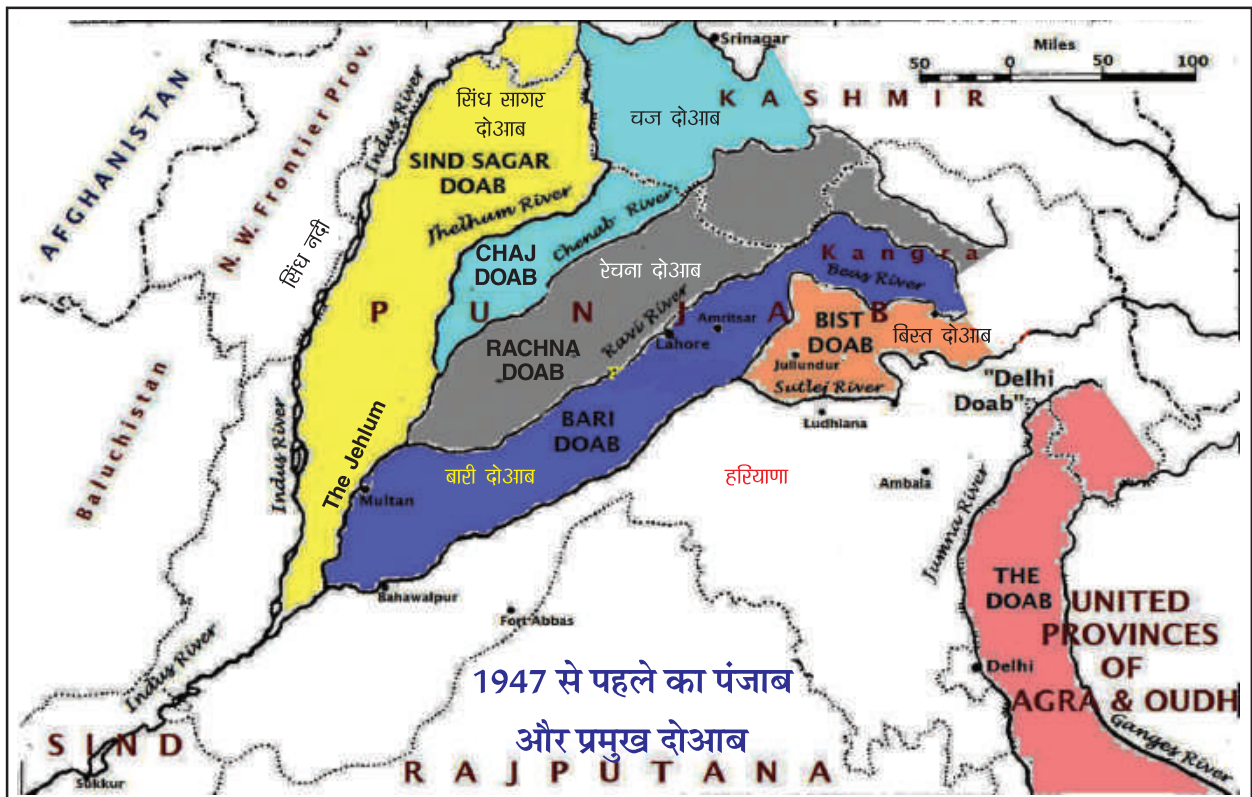 Srinagar
Miles
50 0 50 100
KASHMIR
AFGHANISTAN
N. W. Frontier Prov.
Indus River
सिंध सागर
दोआब
SIND SAGAR
DOAB
चज दोआब
Jhelhum River
सिंध नदी
CHAJ
DOAB
Chenab River
रेचना दोआब
Kangra
Beas River
PUNJAB
Ravi River
Amritsar
Lahore
BIST
DOAB
बिस्त दोआब
RACHNA
DOAB
Jullundur
Sutlej River
Ludhiana
"Delhi
Doab"
Baluchistan
Indus River
The Jehlum
BARI
DOAB
बारी दोआब
हरियाणा
Multan
Ambala
Jumna River
THE
DOAB
UNITED
PROVINCES
OF
AGRA & OUDH
Bahawalpur
Fort Abbas
Delhi
Ganges River
Indus River
1947 से पहले का पंजाब
और प्रमुख दोआब
SIND
Sukkur
RAJPUTANA